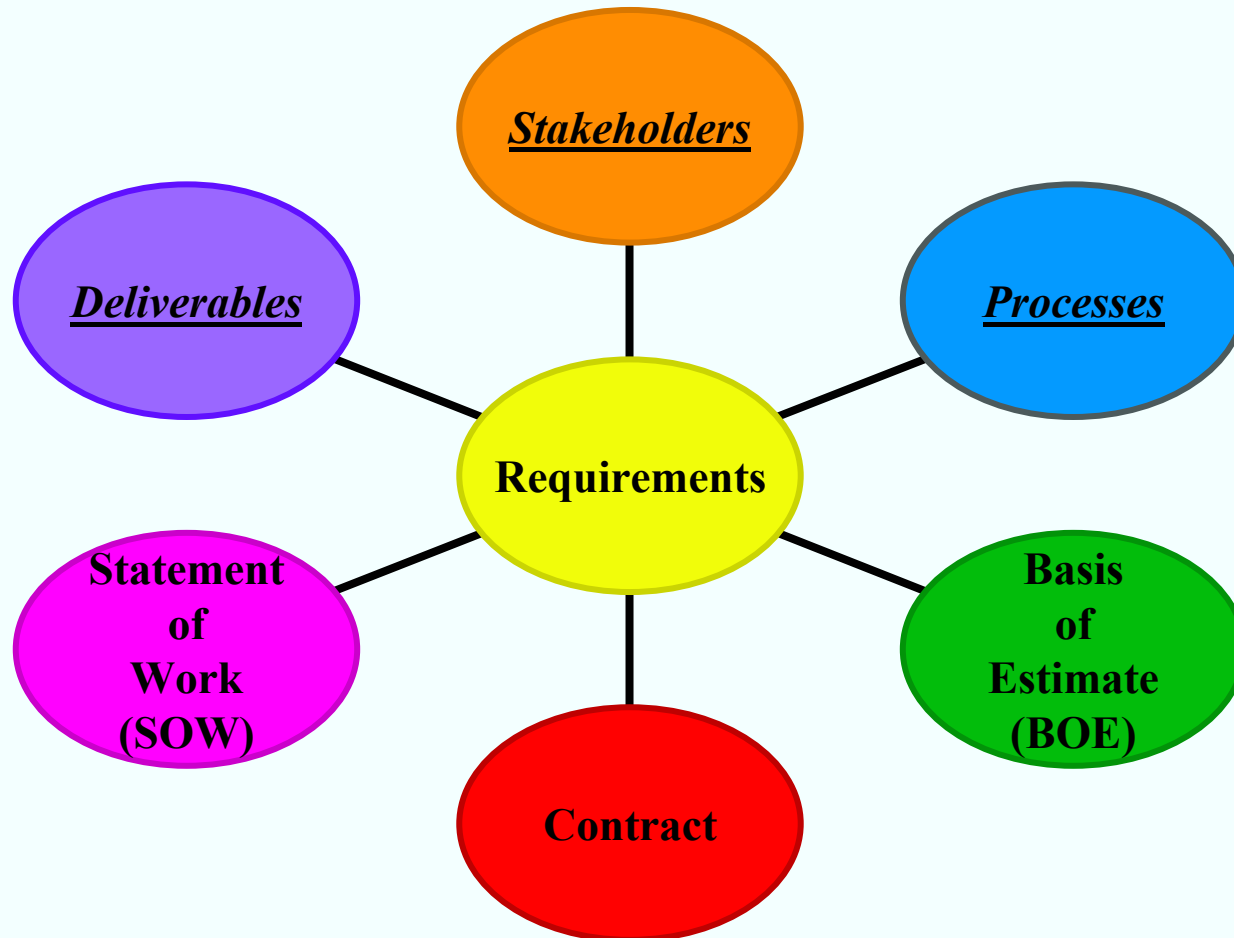 Stakeholders
Deliverables
Processes
Requirements
Statement
of
Work
(SOW)
Basis
of
Estimate
(BOE)
Contract